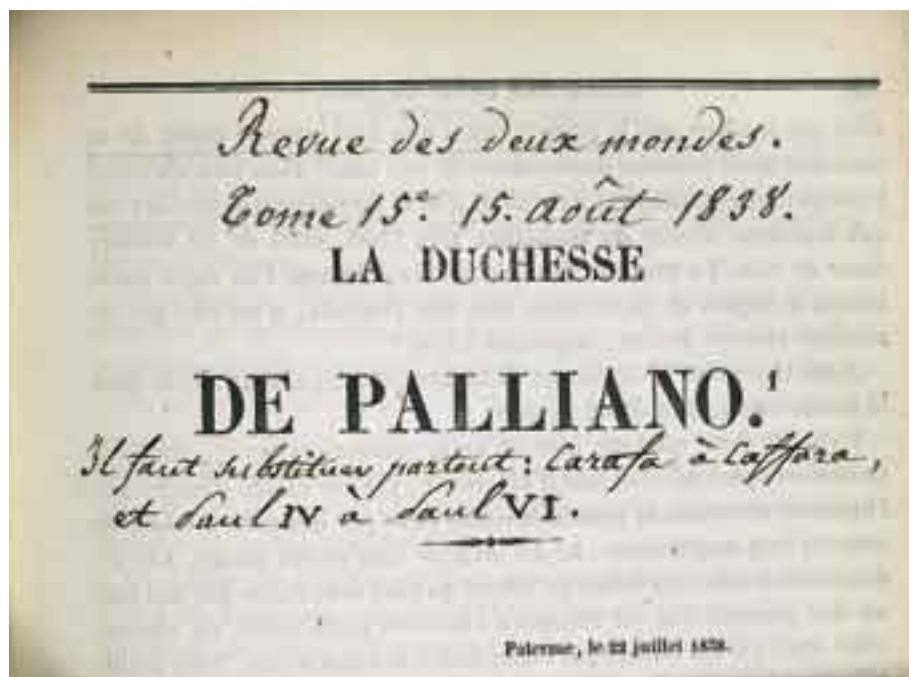 Revue des deux mondes.
Tome 15e. 15. août 1838.
LA DUCHESSE
DE PALLIANO.¹
Il faut substituer partout : Carafa à Caffara,
et Paul IV à Paul VI.
Palerme, le 22 juillet 1838.